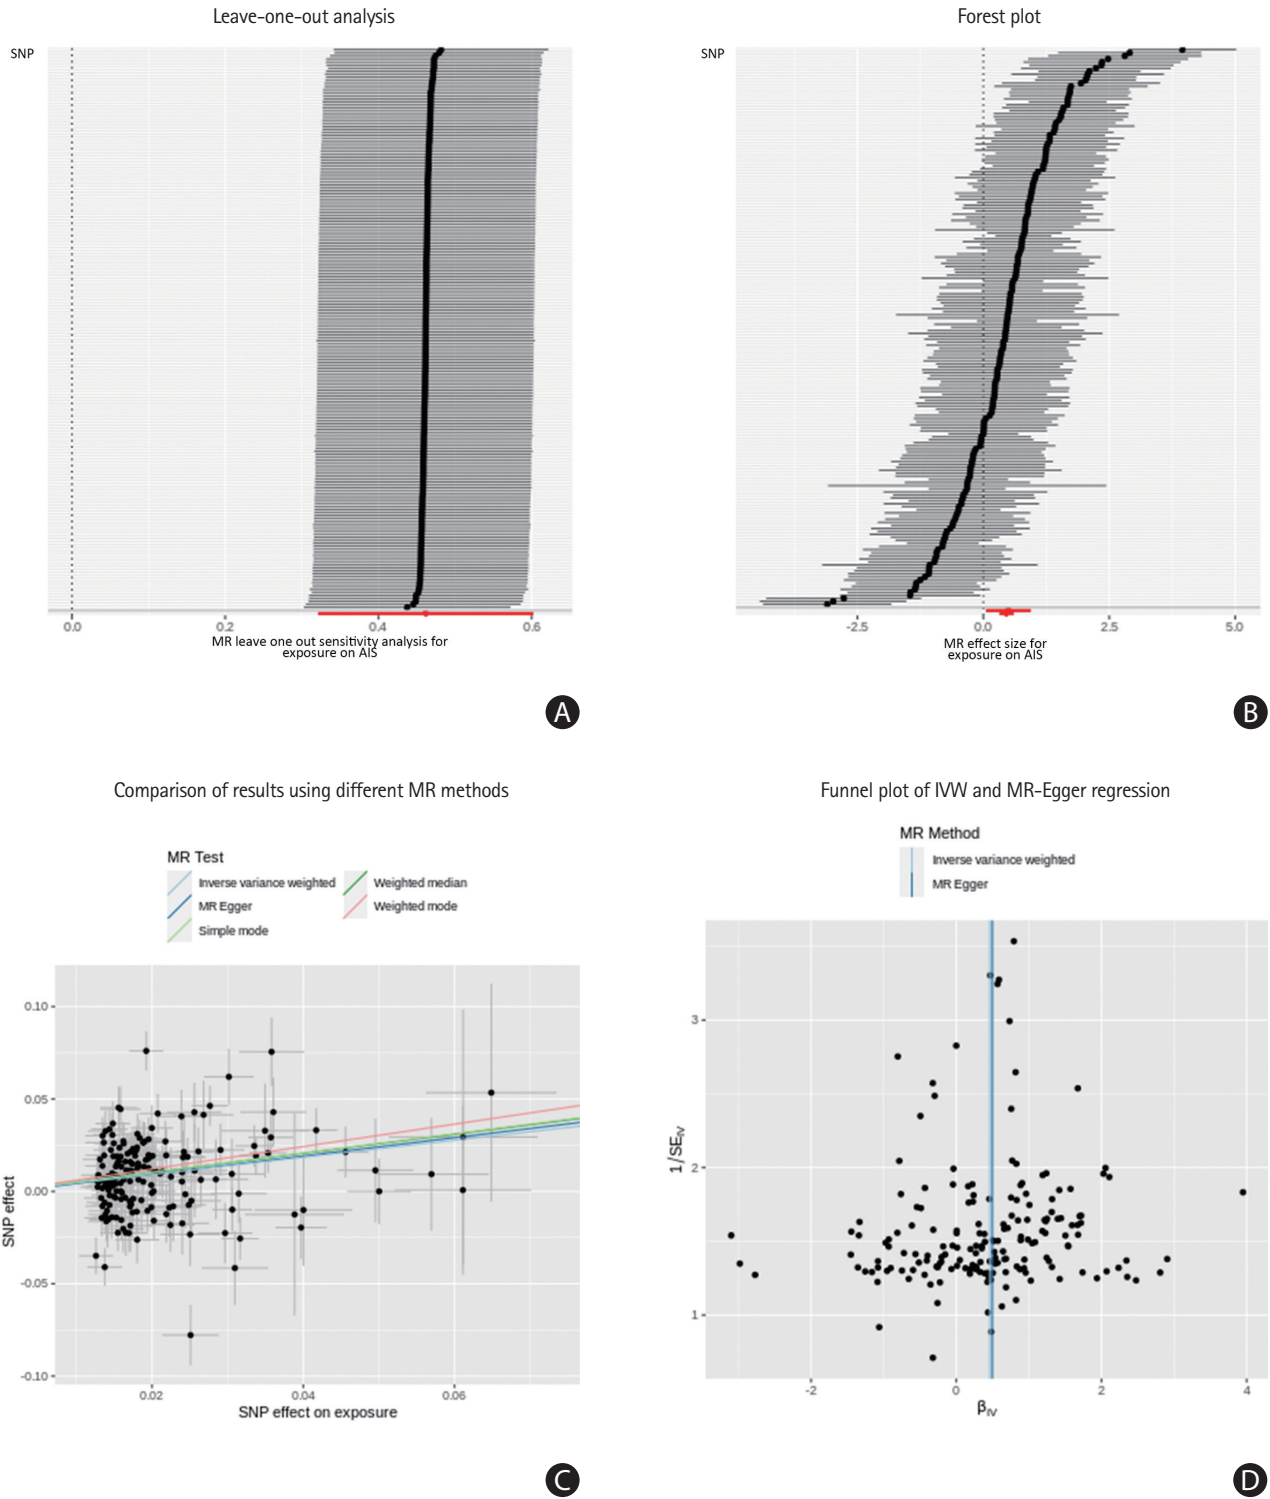 Leave-one-out analysis
SNP
0.0 0.2 0.4 0.6
MR leave one out sensitivity analysis for
exposure on AIS
A
Forest plot
SNP
-2.5 0.0 2.5 5.0
MR effect size for
exposure on AIS
B
Comparison of results using different MR methods
MR Test
Inverse variance weighted
MR Egger
Simple mode
Weighted median
Weighted mode
SNP effect
0.10
0.05
0.00
-0.05
-0.10
0.02 0.04 0.06
SNP effect on exposure
C
Funnel plot of IVW and MR-Egger regression
MR Method
Inverse variance weighted
MR Egger
1/SEIV
3
2
1
-2 0 2 4
βIV
D